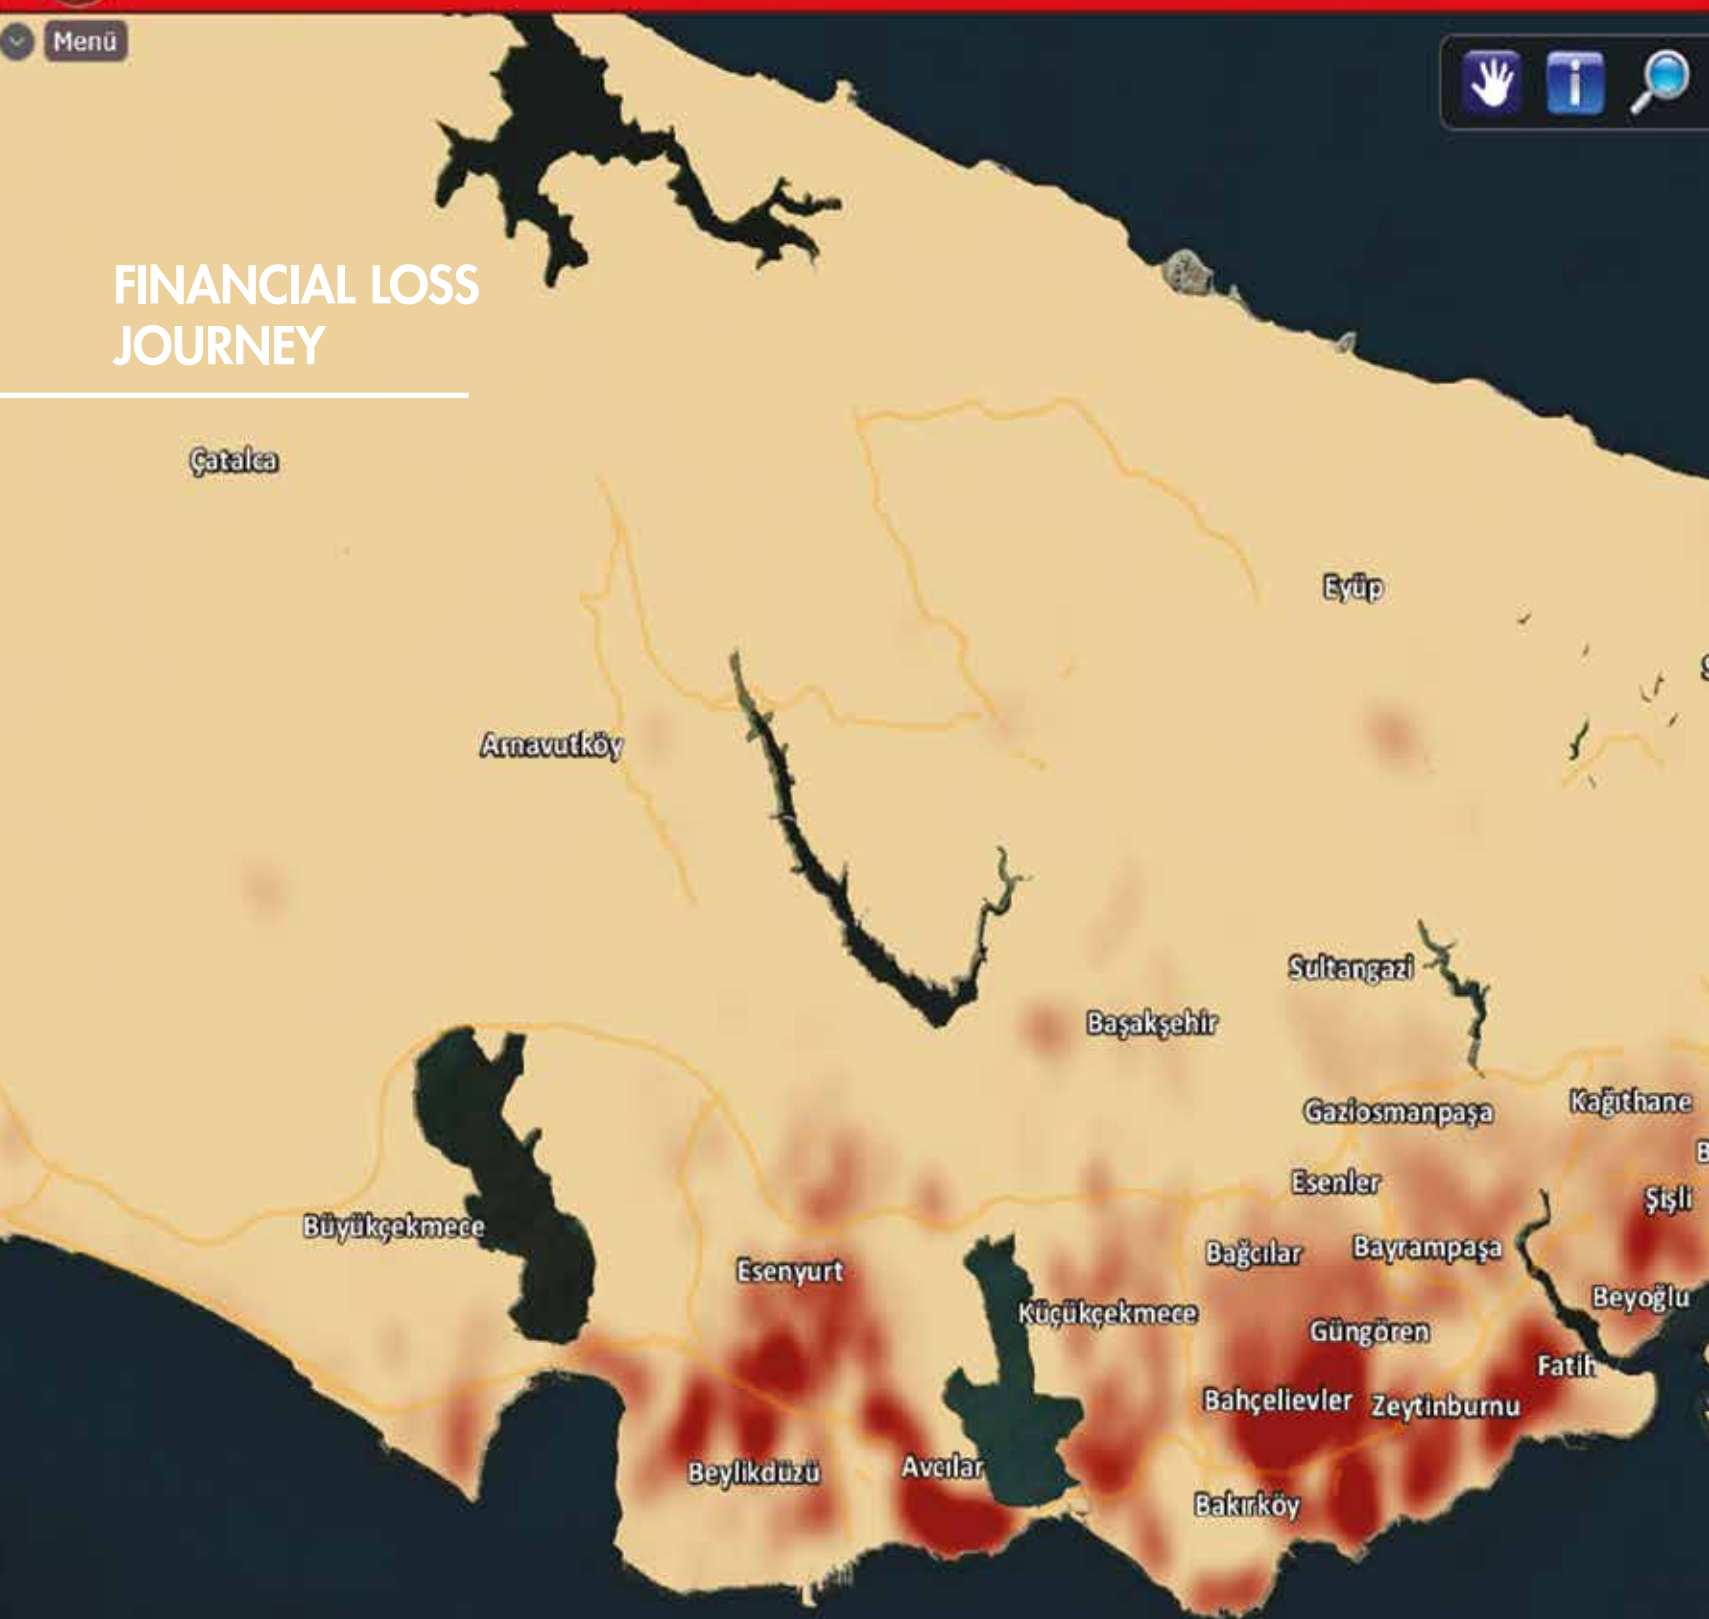 Menü
FINANCIAL LOSS
JOURNEY
Çatalca
Eyüp
Arnavutköy
Sultangazi
Başakşehir
Gaziosmanpaşa
Kağıthane
Esenler
Şişli
Büyükçekmece
Bağcılar
Bayrampaşa
Esenyurt
Beyoğlu
Küçükçekmece
Güngören
Fatih
Bahçelievler
Zeytinburnu
Beylikdüzü
Avcılar
Bakırköy